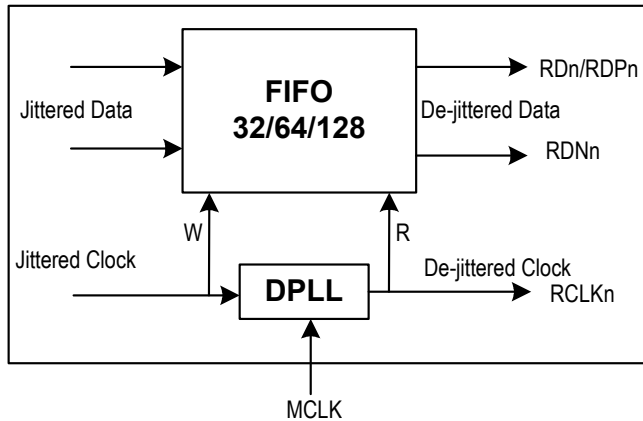 RDn/RDPn
FIFO
32/64/128
Jittered Data
De-jittered Data
RDNn
W
R
Jittered Clock
De-jittered Clock
DPLL
RCLKn
MCLK